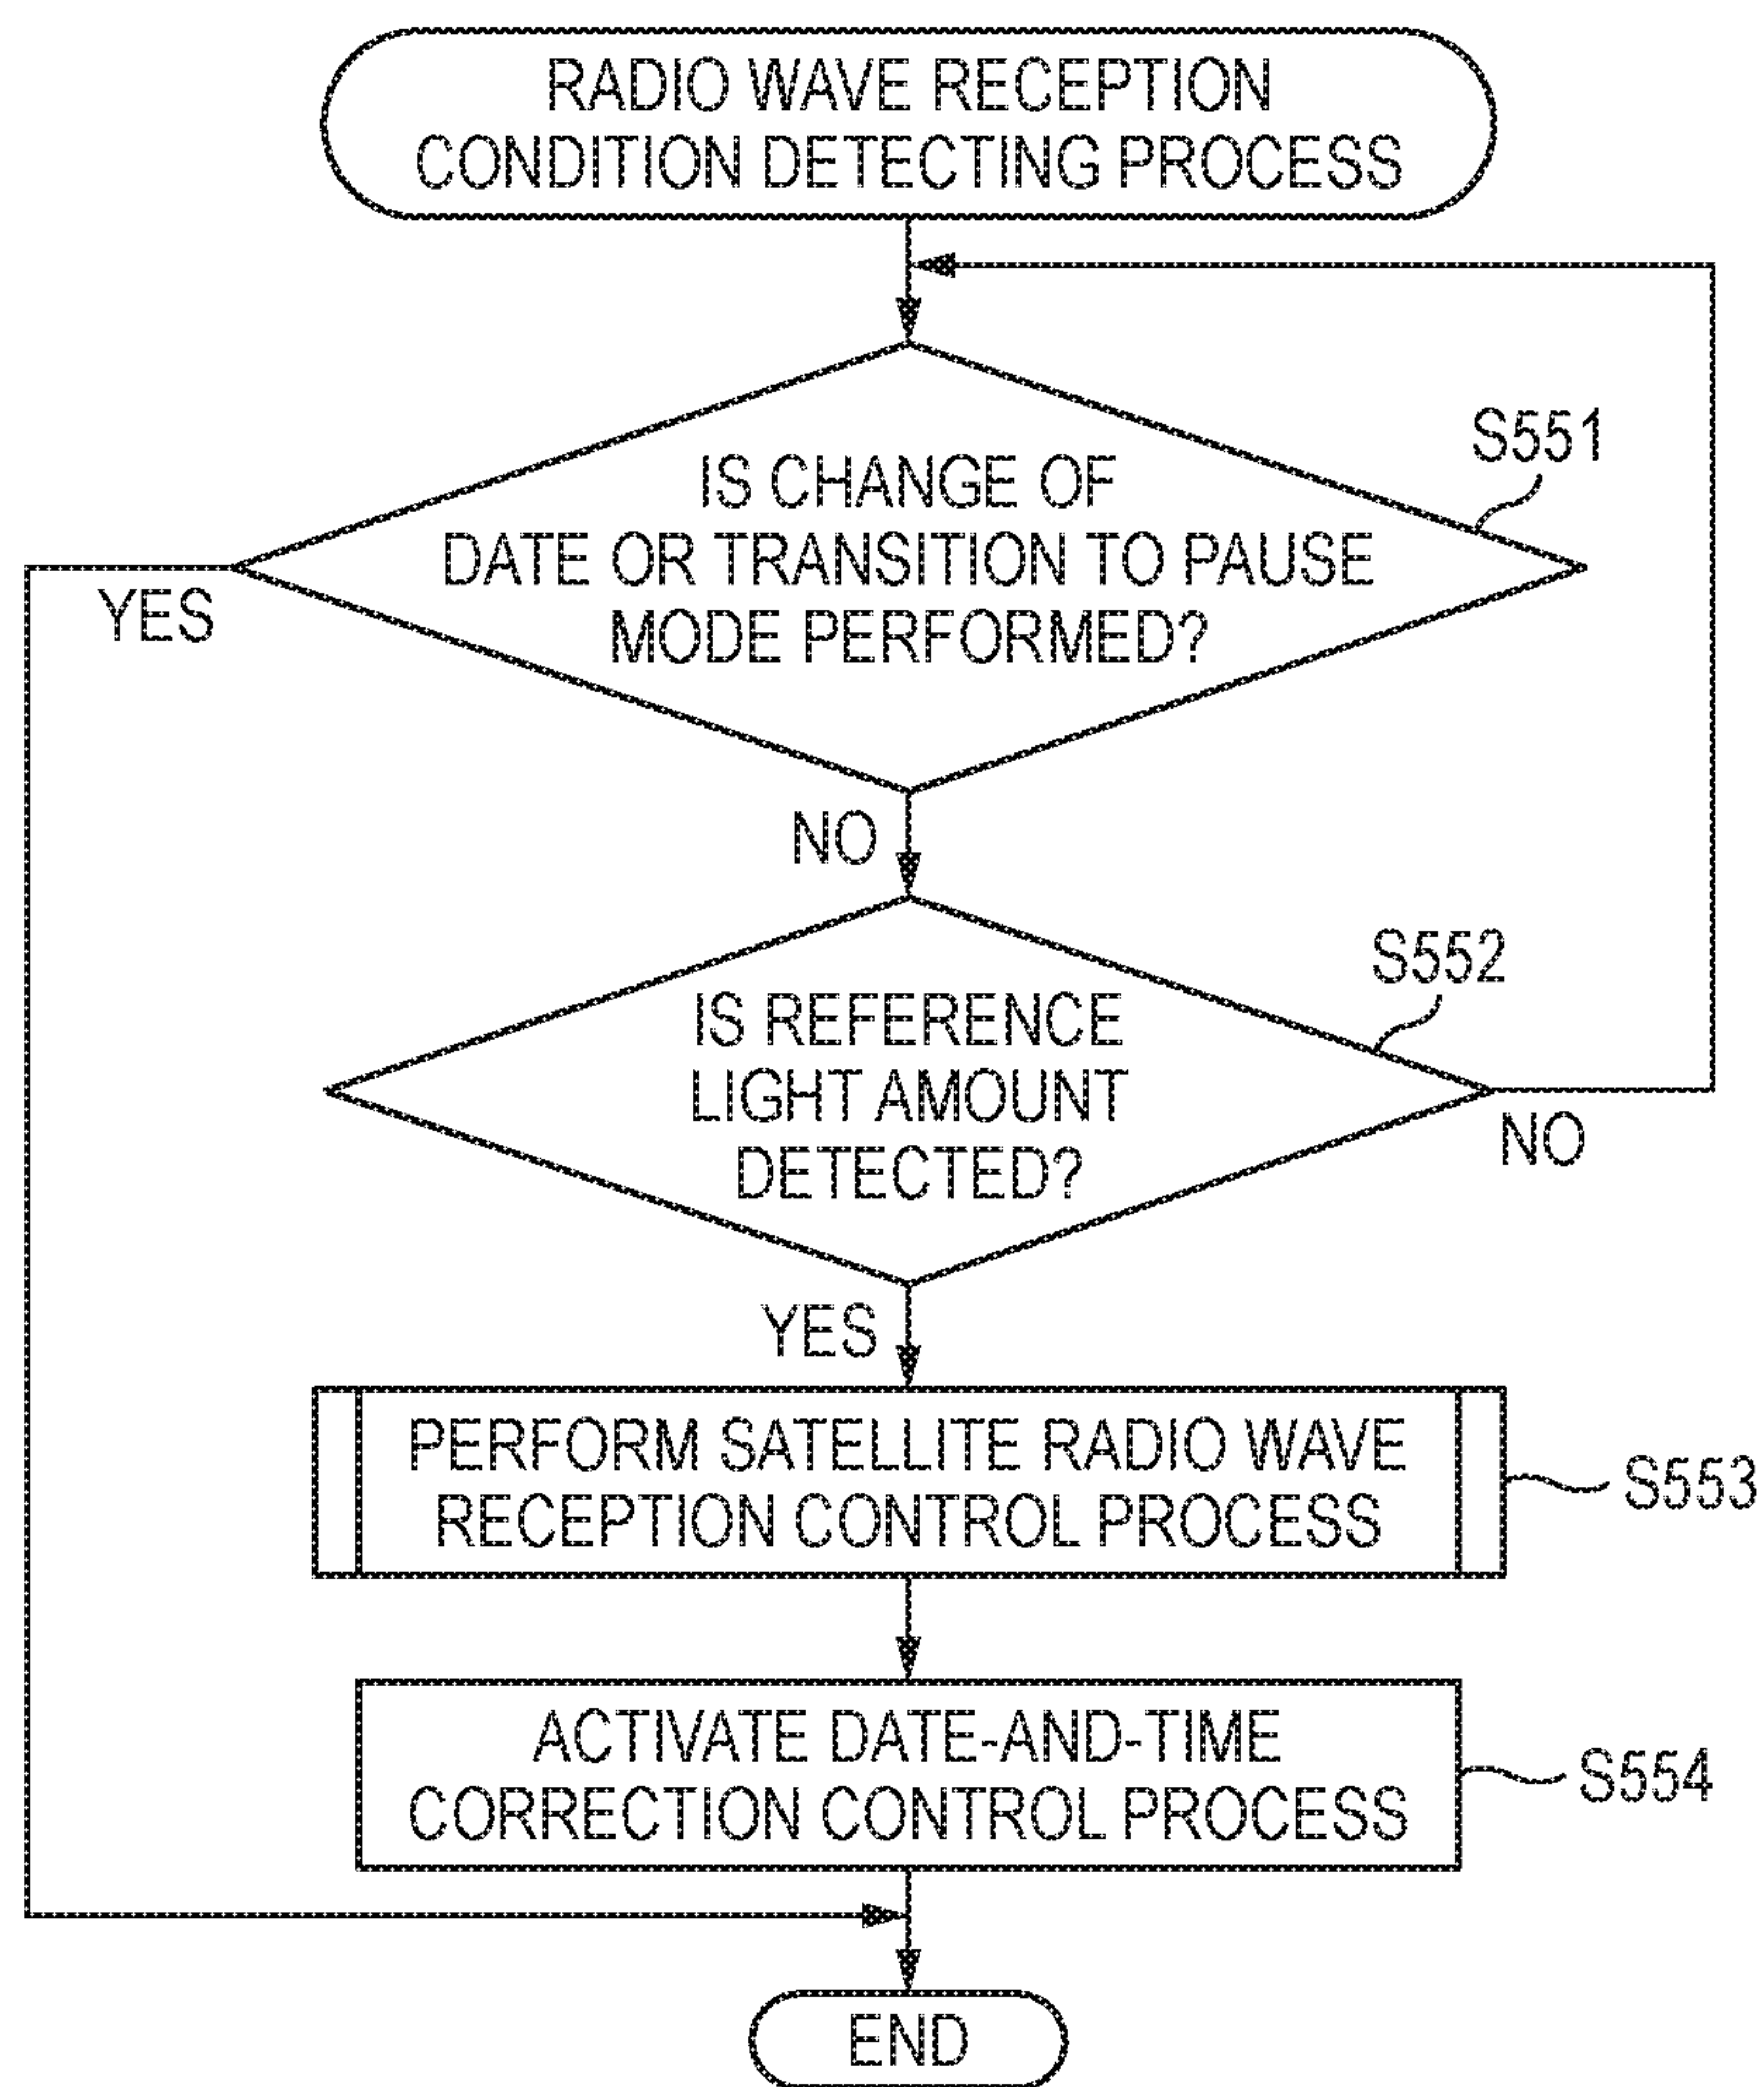 RADIO WAVE RECEPTION
CONDITION DETECTING PROCESS
S551
IS CHANGE OF
DATE OR TRANSITION TO PAUSE
MODE PERFORMED?
YES
NO
S552
IS REFERENCE
LIGHT AMOUNT
DETECTED?
NO
YES
PERFORM SATELLITE RADIO WAVE
RECEPTION CONTROL PROCESS
S553
ACTIVATE DATE-AND-TIME
CORRECTION CONTROL PROCESS
S554
END